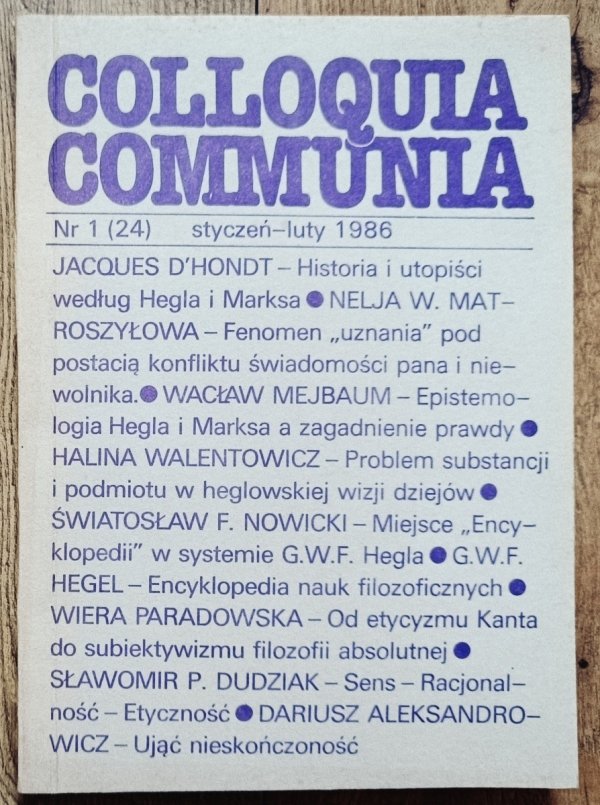 COLLOQUIA
COMMUNIA
Nr 1 (24) styczeń–luty 1986
JACQUES D'HONDT – Historia i utopiści
według Hegla i Marksa ● NELJA W. MAT–
ROSZYŁOWA – Fenomen „uznania” pod
postacią konfliktu świadomości pana i nie–
wolnika.● WACŁAW MEJBAUM – Epistemo–
logia Hegla i Marksa a zagadnienie prawdy ●
HALINA WALENTOWICZ – Problem substancji
i podmiotu w heglowskiej wizji dziejów ●
ŚWIATOSŁAW F. NOWICKI – Miejsce „Ency–
klopedii” w systemie G.W.F. Hegla ● G.W.F.
HEGEL – Encyklopedia nauk filozoficznych ●
WIERA PARADOWSKA – Od etycyzmu Kanta
do subiektywizmu filozofii absolutnej ●
SŁAWOMIR P. DUDZIAK – Sens – Racjonal–
ność – Etyczność ● DARIUSZ ALEKSANDRO–
WICZ – Ująć nieskończoność